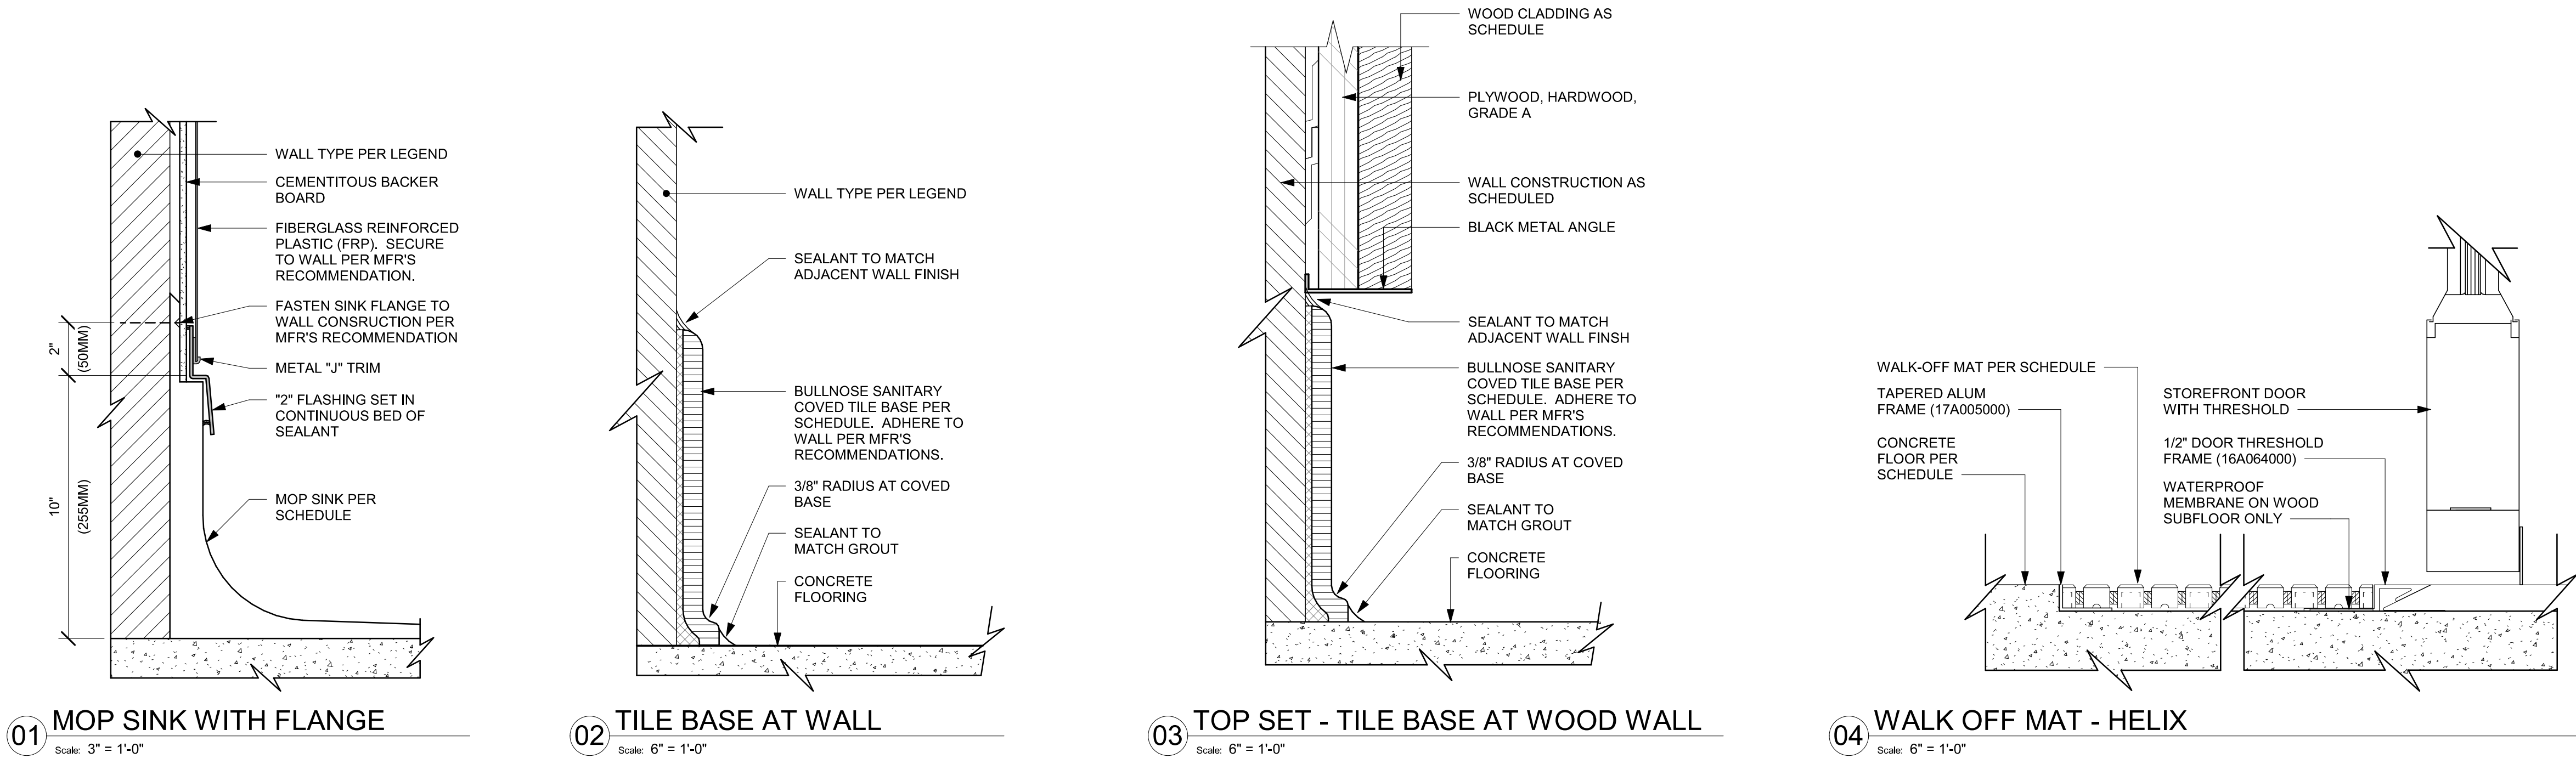 WALL TYPE PER LEGEND
CEMENTITOUS BACKER
BOARD
FIBERGLASS REINFORCED
PLASTIC (FRP). SECURE
TO WALL PER MFR'S
RECOMMENDATION.
FASTEN SINK FLANGE TO
WALL CONSRUCTION PER
MFR'S RECOMMENDATION
METAL "J" TRIM
"2" FLASHING SET IN
CONTINUOUS BED OF
SEALANT
MOP SINK PER
SCHEDULE
2"
(50MM)
10"
(255MM)
01
MOP SINK WITH FLANGE
Scale: 3" = 1'-0"
WALL TYPE PER LEGEND
SEALANT TO MATCH
ADJACENT WALL FINISH
BULLNOSE SANITARY
COVED TILE BASE PER
SCHEDULE. ADHERE TO
WALL PER MFR'S
RECOMMENDATIONS.
3/8" RADIUS AT COVED
BASE
SEALANT TO
MATCH GROUT
CONCRETE
FLOORING
02
TILE BASE AT WALL
Scale: 6" = 1'-0"
WOOD CLADDING AS
SCHEDULE
PLYWOOD, HARDWOOD,
GRADE A
WALL CONSTRUCTION AS
SCHEDULED
BLACK METAL ANGLE
SEALANT TO MATCH
ADJACENT WALL FINSH
BULLNOSE SANITARY
COVED TILE BASE PER
SCHEDULE. ADHERE TO
WALL PER MFR'S
RECOMMENDATIONS.
3/8" RADIUS AT COVED
BASE
SEALANT TO
MATCH GROUT
CONCRETE
FLOORING
03
TOP SET - TILE BASE AT WOOD WALL
Scale: 6" = 1'-0"
WALK-OFF MAT PER SCHEDULE
TAPERED ALUM
FRAME (17A005000)
CONCRETE
FLOOR PER
SCHEDULE
STOREFRONT DOOR
WITH THRESHOLD
1/2" DOOR THRESHOLD
FRAME (16A064000)
WATERPROOF
MEMBRANE ON WOOD
SUBFLOOR ONLY
04
WALK OFF MAT - HELIX
Scale: 6" = 1'-0"